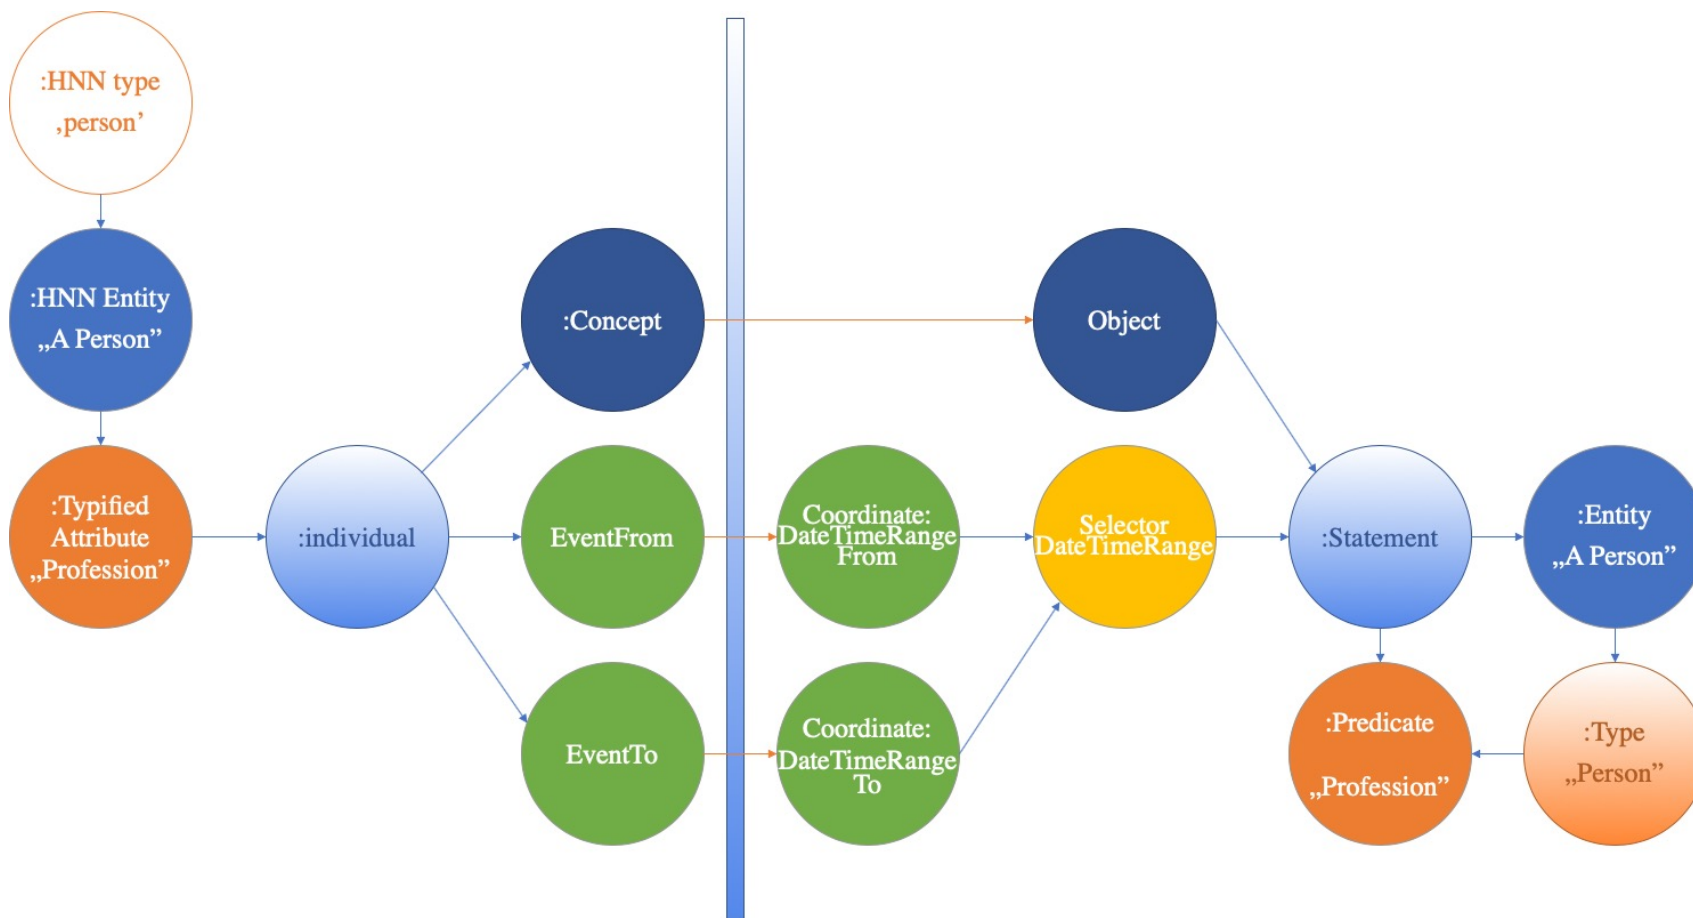 :HNN type
‚person’
:HNN Entity
„A Person”
:Concept
Object
:Typified
Attribute
„Profession”
:individual
EventFrom
Coordinate:
DateTimeRange
From
Selector
DateTimeRange
:Statement
:Entity
„A Person”
EventTo
Coordinate:
DateTimeRange
To
:Predicate
„Profession”
:Type
„Person”